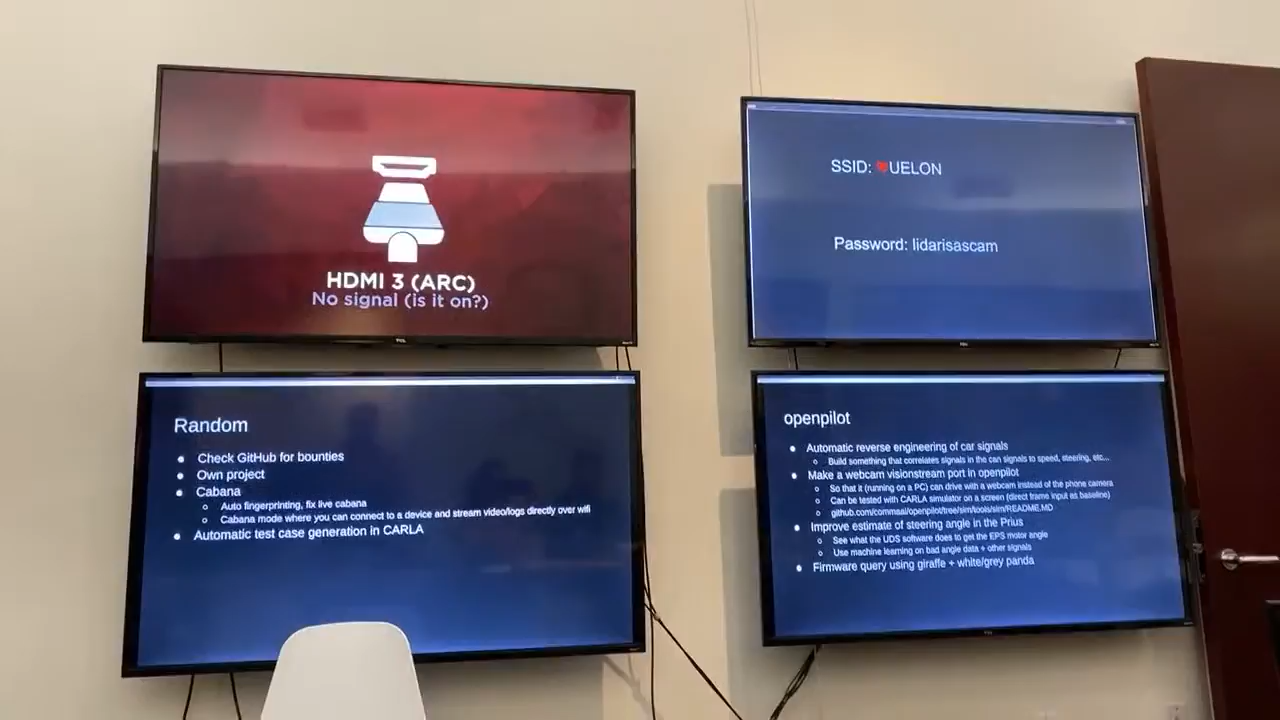 HDMI 3 (ARC)
No signal (is it on?)
TCL
SSID: ❤UELON
Password: lidarisascam
TCL
Random
● Check GitHub for bounties
● Own project
● Cabana
○ Auto fingerprinting, fix live cabana
○ Cabana mode where you can connect to a device and stream video/logs directly over wifi
● Automatic test case generation in CARLA
openpilot
● Automatic reverse engineering of car signals
○ Build something that correlates signals in the can signals to speed, steering, etc...
● Make a webcam visionstream port in openpilot
○ So that it (running on a PC) can drive with a webcam instead of the phone camera
○ Can be tested with CARLA simulator on a screen (direct frame input as baseline)
○ github.com/commaai/openpilot/tree/sim/tools/sim/README.MD
● Improve estimate of steering angle in the Prius
○ See what the UDS software does to get the EPS motor angle
○ Use machine learning on bad angle data + other signals
● Firmware query using giraffe + white/grey panda
TCL